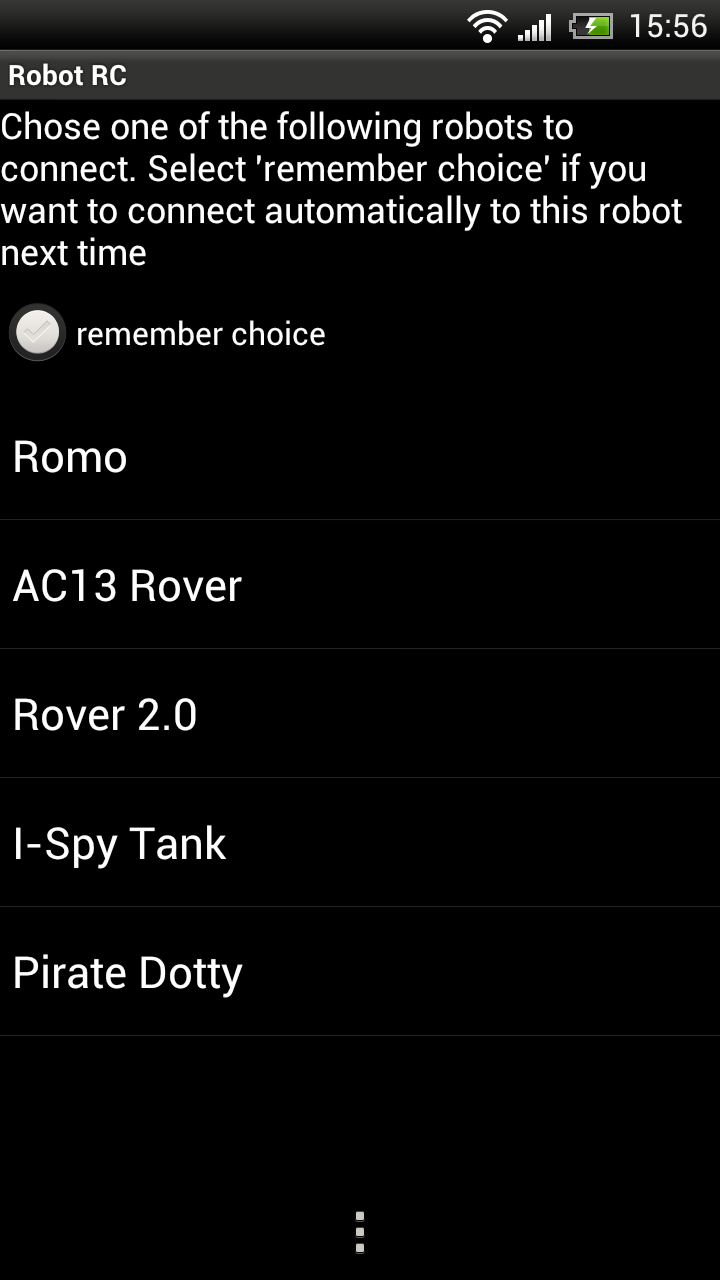 15:56
Robot RC
Chose one of the following robots to
connect. Select 'remember choice' if you
want to connect automatically to this robot
next time
remember choice
Romo
AC13 Rover
Rover 2.0
I-Spy Tank
Pirate Dotty